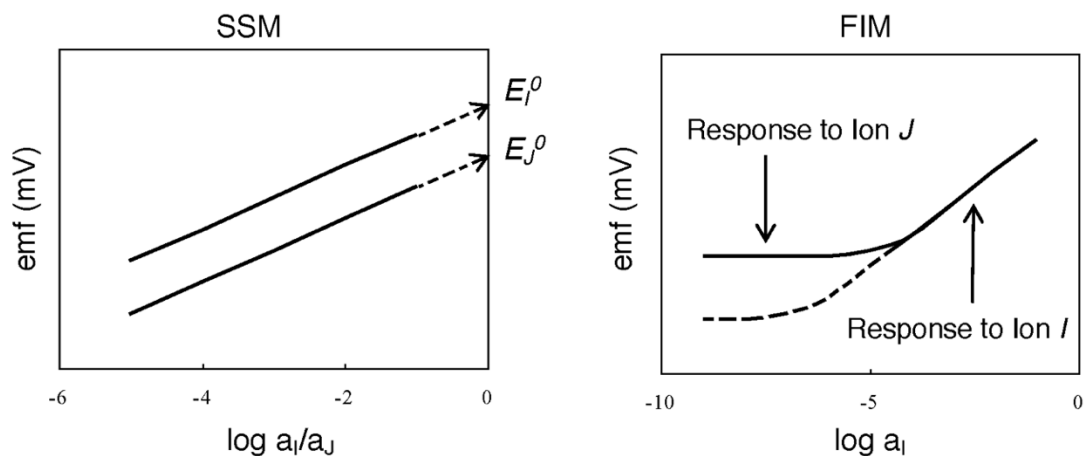 SSM
emf (mV)
E_I^0
E_J^0
-6
-4
-2
0
log a_I/a_J
FIM
emf (mV)
Response to Ion J
Response to Ion I
-10
-5
0
log a_I